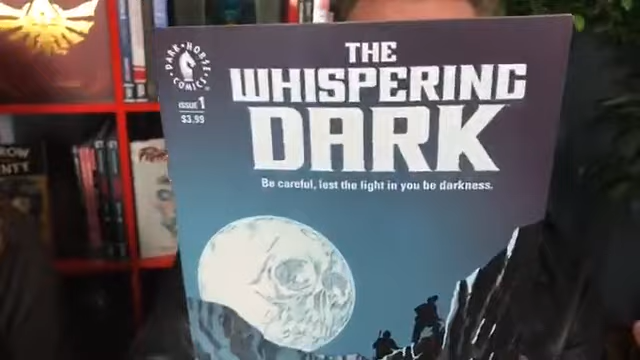 DARK HORSE
COMICS
ISSUE 1
$3.99
THE
WHISPERING
DARK
Be careful, lest the light in you be darkness.